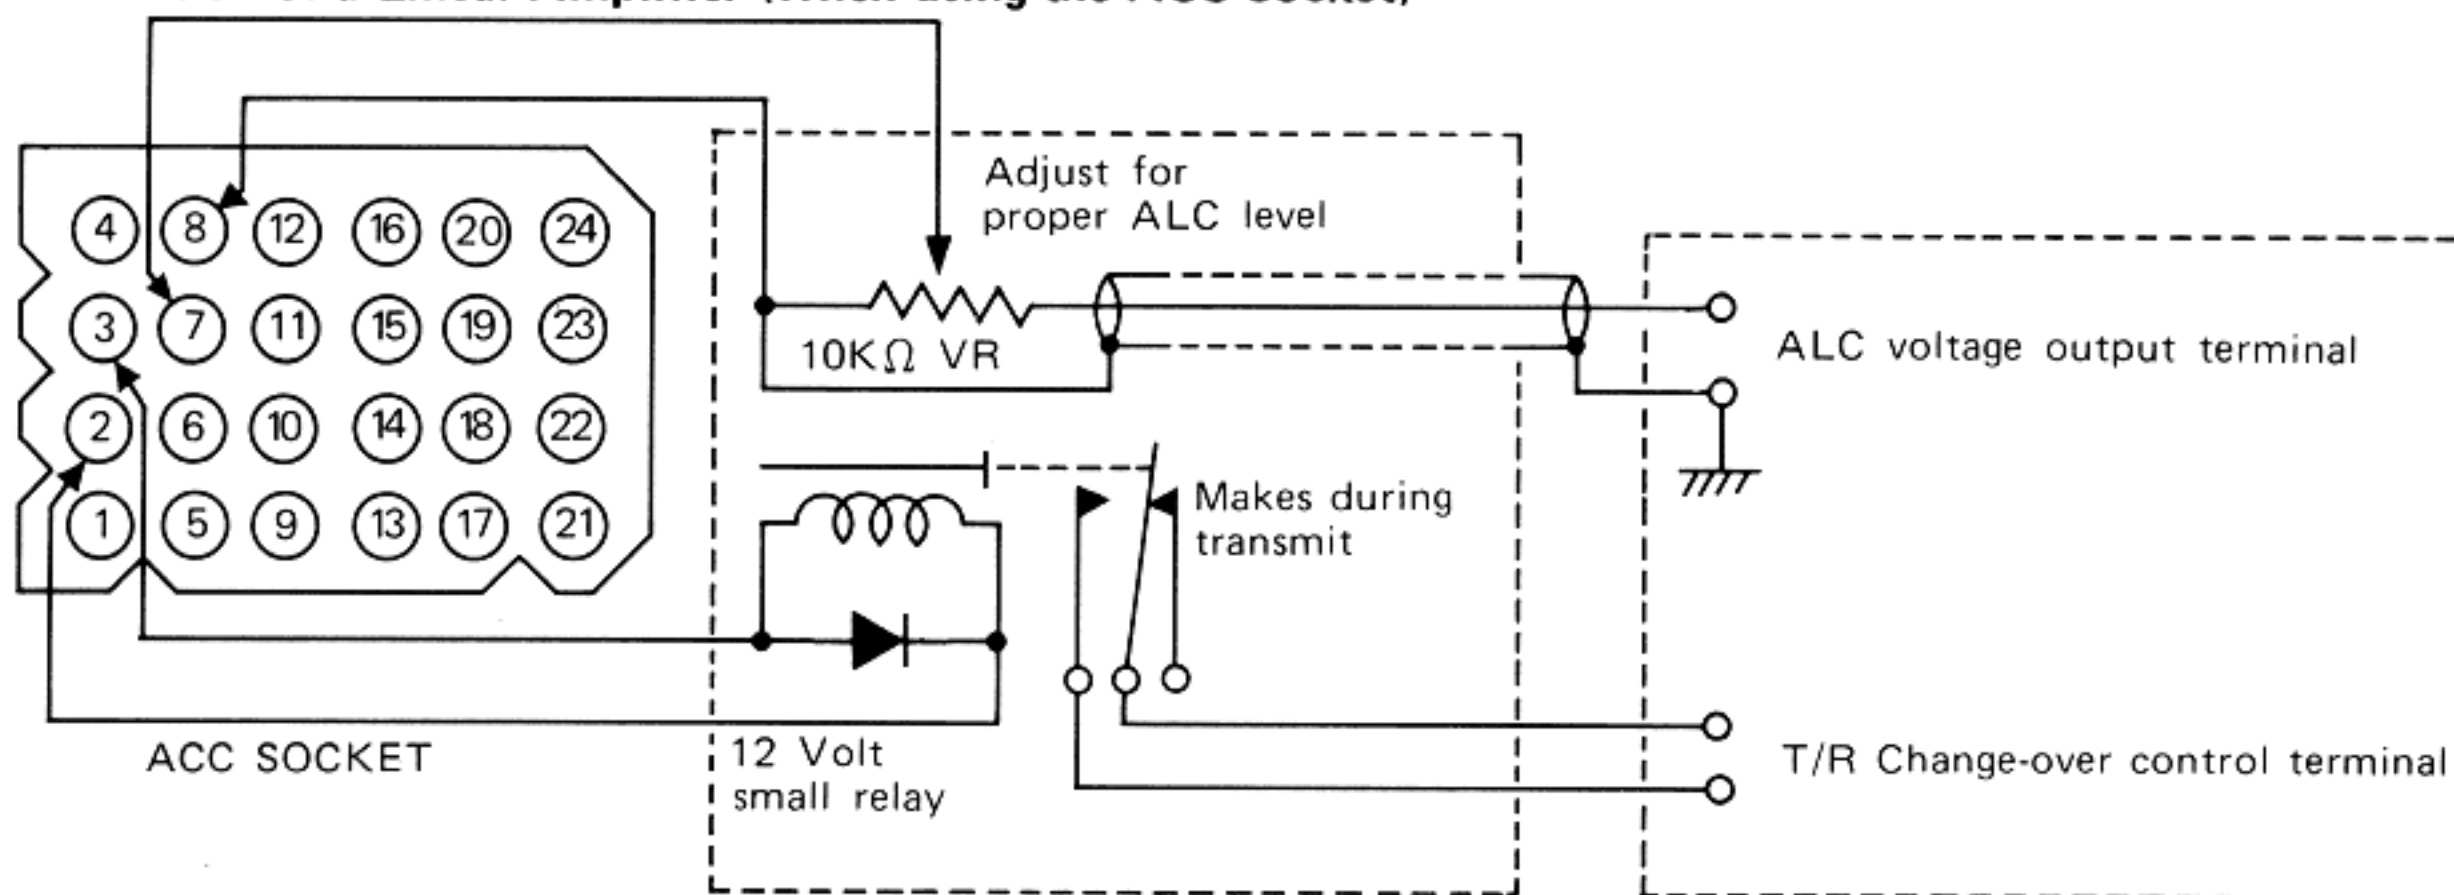 Adjust for
proper ALC level
4 8 12 16 20 24
3 7 11 15 19 23
10KΩ VR
ALC voltage output terminal
2 6 10 14 18 22
Makes during
transmit
1 5 9 13 17 21
ACC SOCKET
12 Volt
small relay
T/R Change-over control terminal